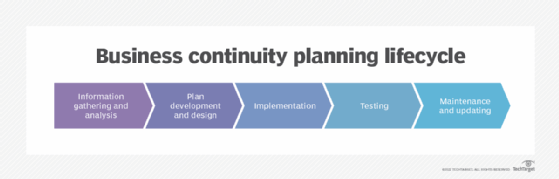 Business continuity planning lifecycle
Information
gathering and
analysis
Plan
development
and design
Implementation
Testing
Maintenance
and updating
TechTarget